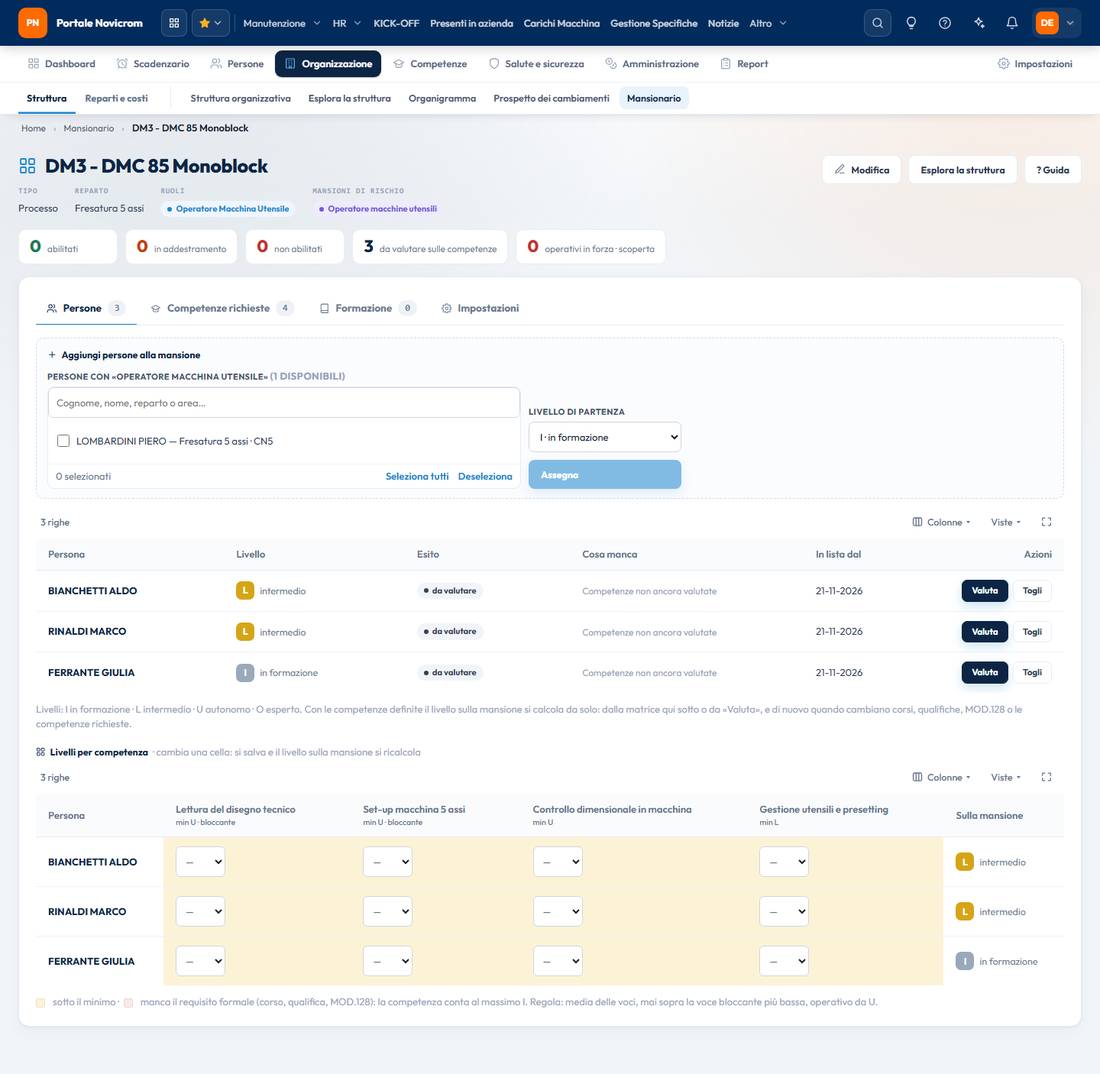 PN Portale Novicrom Manutenzione HR KICK-OFF Presenti in azienda Carichi Macchina Gestione Specifiche Notizie Altro DE
Dashboard Scadenzario Persone Organizzazione Competenze Salute e sicurezza Amministrazione Report Impostazioni
Struttura Reparti e costi Struttura organizzativa Esplora la struttura Organigramma Prospetto dei cambiamenti Mansionario
Home › Mansionario › DM3 - DMC 85 Monoblock
DM3 - DMC 85 Monoblock
Modifica Esplora la struttura ? Guida
TIPO REPARTO RUOLI MANSIONI DI RISCHIO
Processo Fresatura 5 assi Operatore Macchina Utensile Operatore macchine utensili
0 abilitati 0 in addestramento 0 non abilitati 3 da valutare sulle competenze 0 operativi in forza · scoperta
Persone 3 Competenze richieste 4 Formazione 0 Impostazioni
+ Aggiungi persone alla mansione
PERSONE CON «OPERATORE MACCHINA UTENSILE» (1 DISPONIBILI)
Cognome, nome, reparto o area…
LIVELLO DI PARTENZA
I · in formazione
LOMBARDINI PIERO — Fresatura 5 assi · CN5
0 selezionati Seleziona tutti Deseleziona
Assegna
3 righe Colonne Viste
Persona Livello Esito Cosa manca In lista dal Azioni
BIANCHETTI ALDO L intermedio da valutare Competenze non ancora valutate 21-11-2026 Valuta Togli
RINALDI MARCO L intermedio da valutare Competenze non ancora valutate 21-11-2026 Valuta Togli
FERRANTE GIULIA I in formazione da valutare Competenze non ancora valutate 21-11-2026 Valuta Togli
Livelli: I in formazione · L intermedio · U autonomo · O esperto. Con le competenze definite il livello sulla mansione si calcola da solo: dalla matrice qui sotto o da «Valuta», e di nuovo quando cambiano corsi, qualifiche, MOD.128 o le
competenze richieste.
Livelli per competenza · cambia una cella: si salva e il livello sulla mansione si ricalcola
3 righe Colonne Viste
Persona Lettura del disegno tecnico Set-up macchina 5 assi Controllo dimensionale in macchina Gestione utensili e presetting Sulla mansione
min U · bloccante min U · bloccante min U min L
BIANCHETTI ALDO — — — — L intermedio
RINALDI MARCO — — — — L intermedio
FERRANTE GIULIA — — — — I in formazione
sotto il minimo · manca il requisito formale (corso, qualifica, MOD.128): la competenza conta al massimo I. Regola: media delle voci, mai sopra la voce bloccante più bassa, operativo da U.